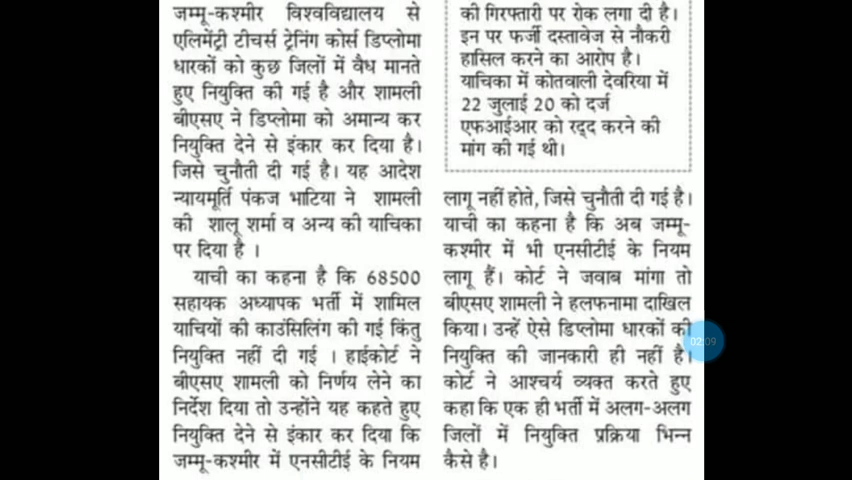 जम्मू-कश्मीर विश्वविद्यालय से
एलिमेंट्री टीचर्स ट्रेनिंग कोर्स डिप्लोमा
धारकों को कुछ जिलों में वैध मानते
हुए नियुक्ति की गई है और शामली
बीएसए ने डिप्लोमा को अमान्य कर
नियुक्ति देने से इंकार कर दिया है।
जिसे चुनौती दी गई है। यह आदेश
न्यायमूर्ति पंकज भाटिया ने शामली
की शालू शर्मा व अन्य की याचिका
पर दिया है ।
याची का कहना है कि 68500
सहायक अध्यापक भर्ती में शामिल
याचियों की काउंसिलिंग की गई किंतु
नियुक्ति नहीं दी गई । हाईकोर्ट ने
बीएसए शामली को निर्णय लेने का
निर्देश दिया तो उन्होंने यह कहते हुए
नियुक्ति देने से इंकार कर दिया कि
जम्मू-कश्मीर में एनसीटीई के नियम
की गिरफ्तारी पर रोक लगा दी है।
इन पर फर्जी दस्तावेज से नौकरी
हासिल करने का आरोप है।
याचिका में कोतवाली देवरिया में
22 जुलाई 20 को दर्ज
एफआईआर को रद्द करने की
मांग की गई थी।
लागू नहीं होते, जिसे चुनौती दी गई है।
याची का कहना है कि अब जम्मू-
कश्मीर में भी एनसीटीई के नियम
लागू हैं। कोर्ट ने जवाब मांगा तो
बीएसए शामली ने हलफनामा दाखिल
किया। उन्हें ऐसे डिप्लोमा धारकों की
नियुक्ति की जानकारी ही नहीं है।
कोर्ट ने आश्चर्य व्यक्त करते हुए
कहा कि एक ही भर्ती में अलग-अलग
जिलों में नियुक्ति प्रक्रिया भिन्न
कैसे है।
02:09